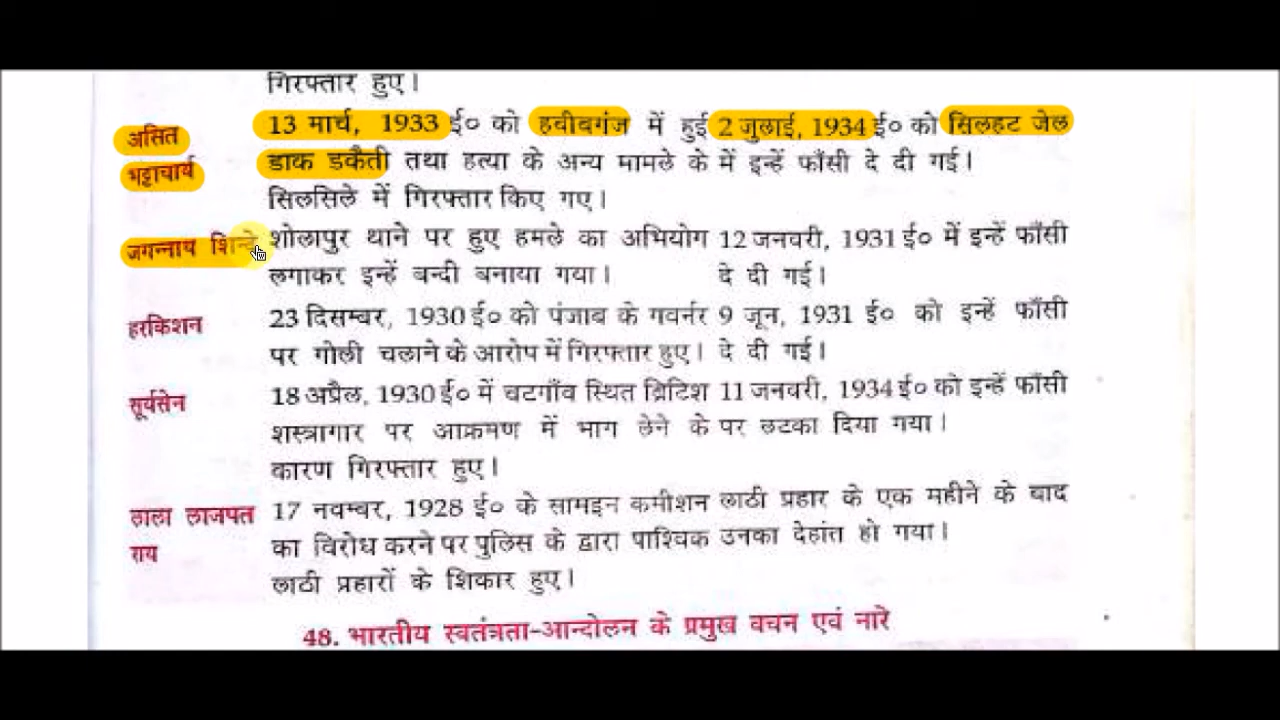 गिरफ्तार हुए।
असित 13 मार्च, 1933 ई० को हवीबगंज में हुई 2 जुलाई, 1934 ई० को सिलहट जेल
भट्टाचार्य डाक डकैती तथा हत्या के अन्य मामले के में इन्हें फाँसी दे दी गई।
सिलसिले में गिरफ्तार किए गए।
जगन्नाथ शिन्दे शोलापुर थाने पर हुए हमले का अभियोग 12 जनवरी, 1931 ई० में इन्हें फाँसी
लगाकर इन्हें बन्दी बनाया गया। दे दी गई।
हरकिशन 23 दिसम्बर, 1930 ई० को पंजाब के गवर्नर 9 जून, 1931 ई० को इन्हें फाँसी
पर गोली चलाने के आरोप में गिरफ्तार हुए। दे दी गई।
सूर्यसेन 18 अप्रैल, 1930 ई० में चटगाँव स्थित ब्रिटिश 11 जनवरी, 1934 ई० को इन्हें फाँसी
शस्त्रागार पर आक्रमण में भाग लेने के पर लटका दिया गया।
कारण गिरफ्तार हुए।
लाला लाजपत 17 नवम्बर, 1928 ई० के सामइन कमीशन लाठी प्रहार के एक महीने के बाद
राय का विरोध करने पर पुलिस के द्वारा पाश्विक उनका देहांत हो गया।
लाठी प्रहारों के शिकार हुए।
48. भारतीय स्वतंत्रता-आन्दोलन के प्रमुख वचन एवं नारे